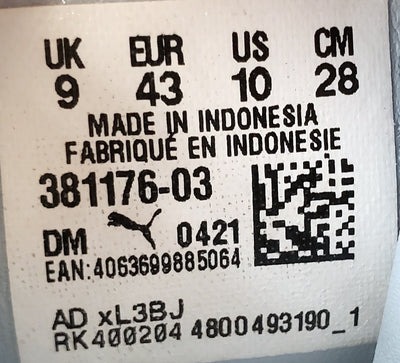 UK EUR US CM
9 43 10 28
MADE IN INDONESIA
FABRIQUÉ EN INDONESIE
381176-03
DM 0421
EAN:4063699885064
AD xL3BJ
RK400204 4800493190_1